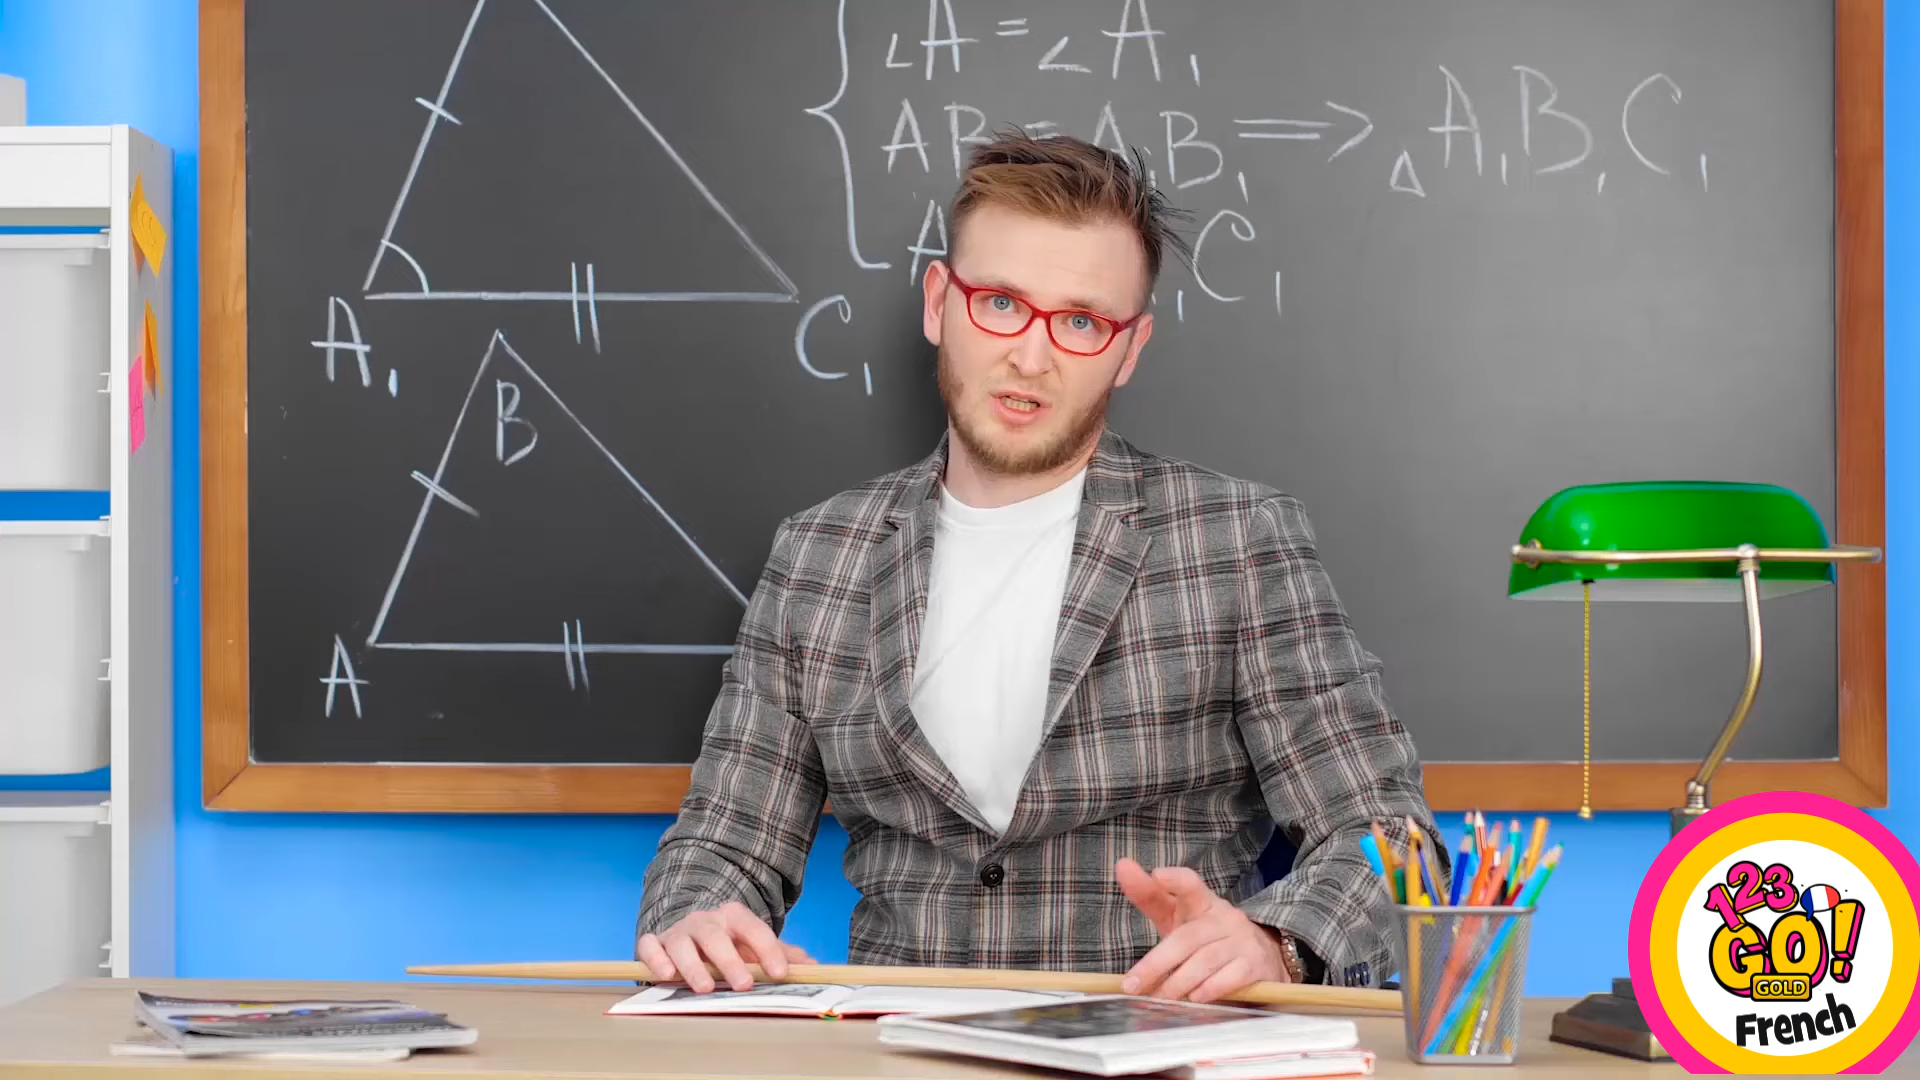 ∠A = ∠A₁
AB = A₁B₁ ⟹ △A₁B₁C₁
A C₁
A₁
C₁
B
A
123
GO!
GOLD
French